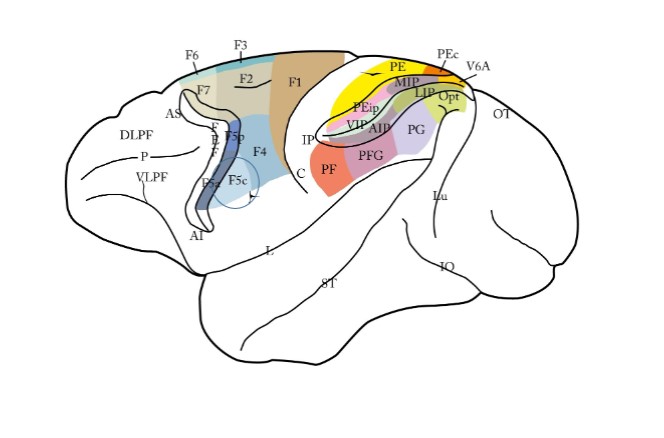 F3
F6
PEc
V6A
PE
F7
F2
F1
MIP
LIP
Opt
AS
PEip
OT
DLPF
F
E
F
F5p
VIP
AIP
PG
IP
P
F4
PFG
VLPF
F5a
F5c
C
PF
Lu
AI
L
IO
ST